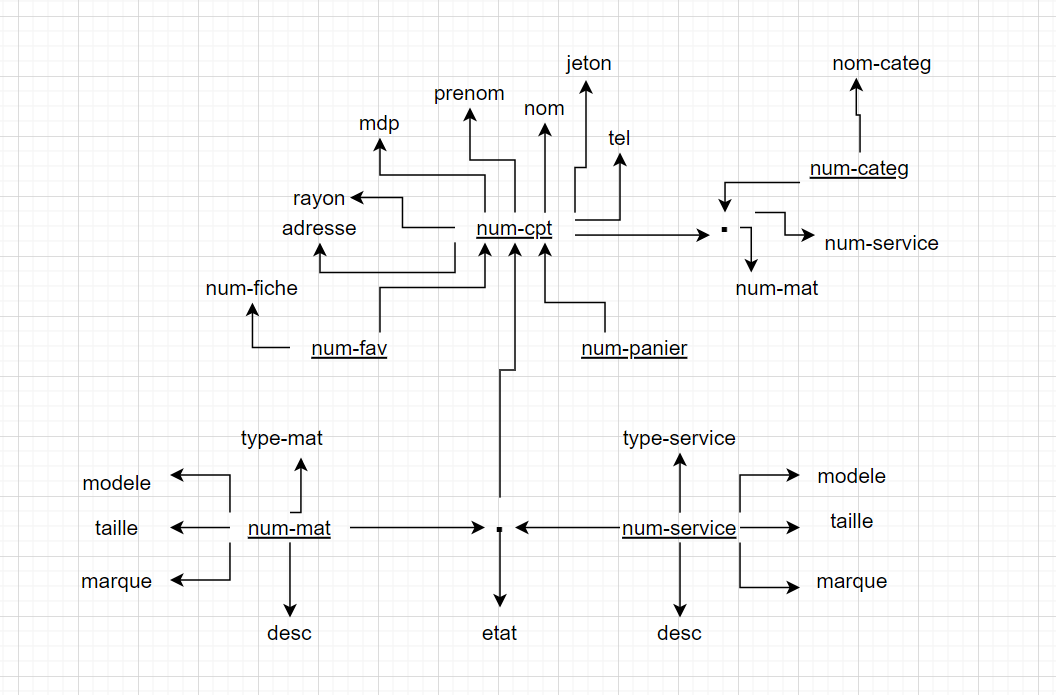 jeton
nom-categ
prenom
nom
mdp
tel
num-categ
rayon
adresse
num-cpt
num-service
num-fiche
num-mat
num-fav
num-panier
type-mat
type-service
modele
modele
taille
num-mat
num-service
taille
marque
marque
desc
etat
desc